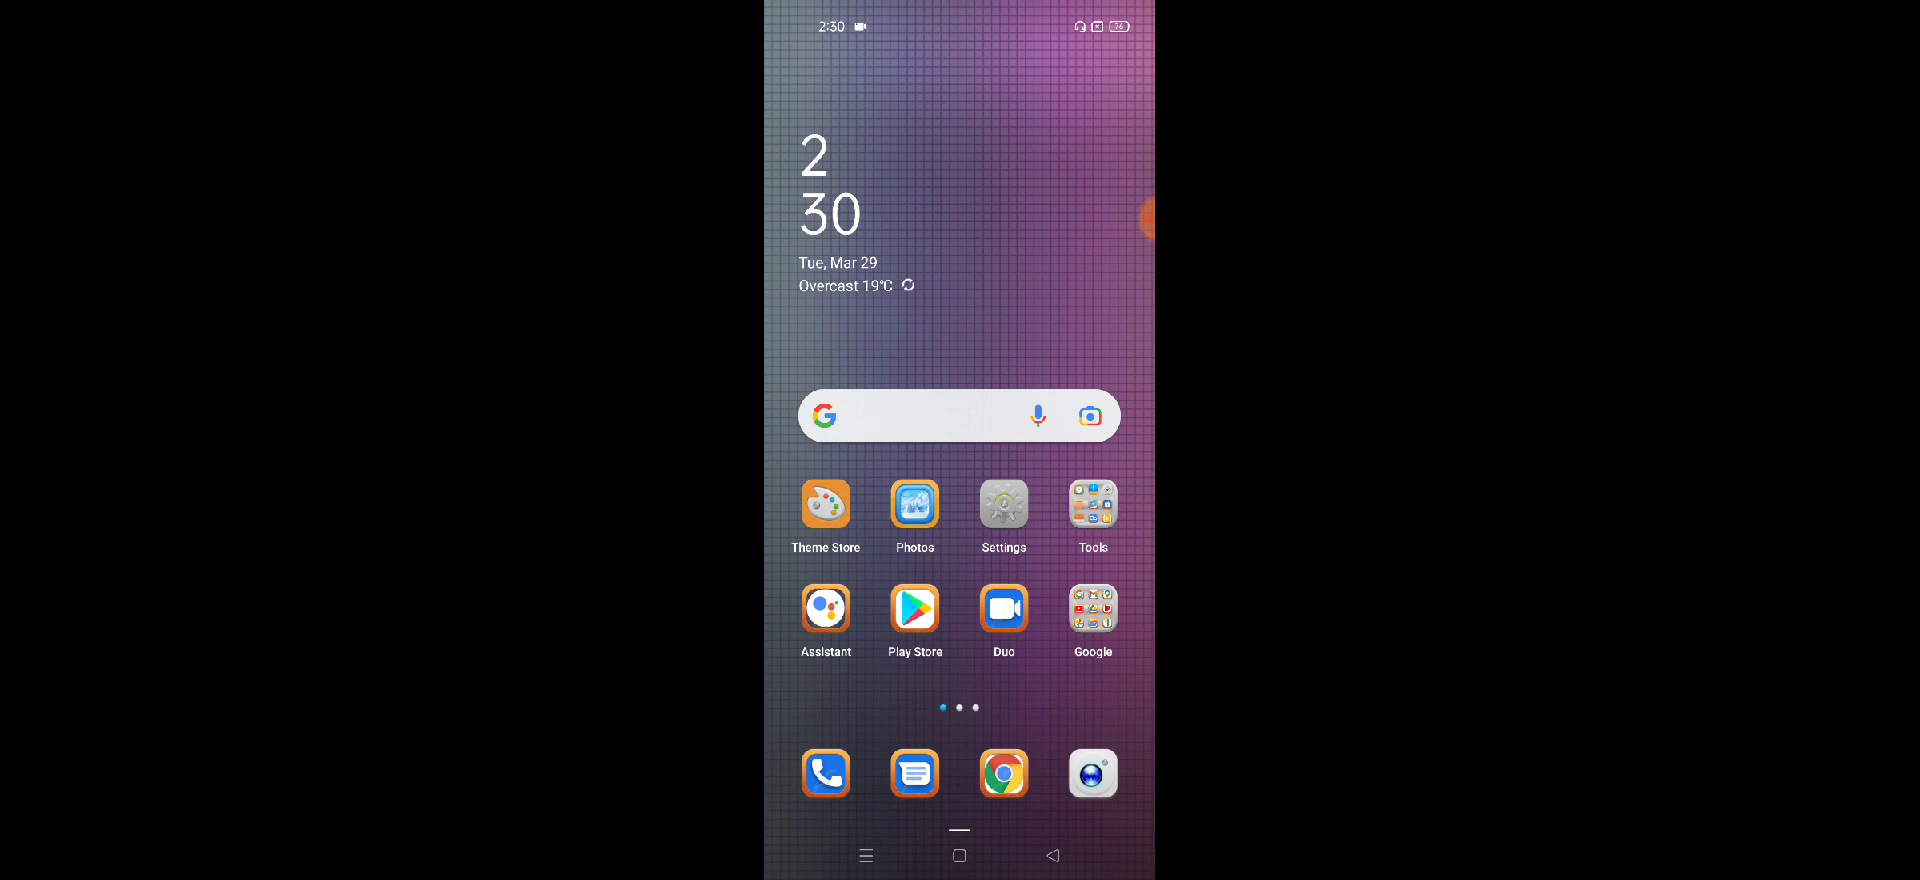 2:30
76
2
30
Tue, Mar 29
Overcast 19°C
Theme Store
Photos
Settings
Tools
Assistant
Play Store
Duo
Google